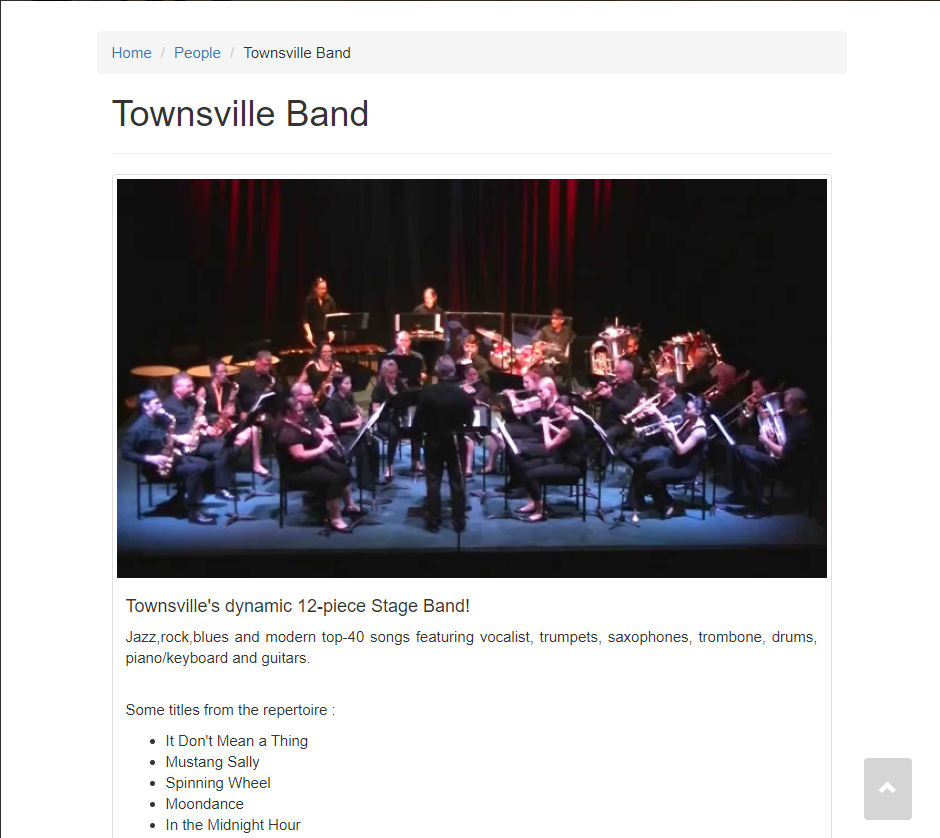 Home / People / Townsville Band
Townsville Band
Townsville's dynamic 12-piece Stage Band!
Jazz,rock,blues and modern top-40 songs featuring vocalist, trumpets, saxophones, trombone, drums,
piano/keyboard and guitars.
Some titles from the repertoire :
• It Don't Mean a Thing
• Mustang Sally
• Spinning Wheel
• Moondance
• In the Midnight Hour